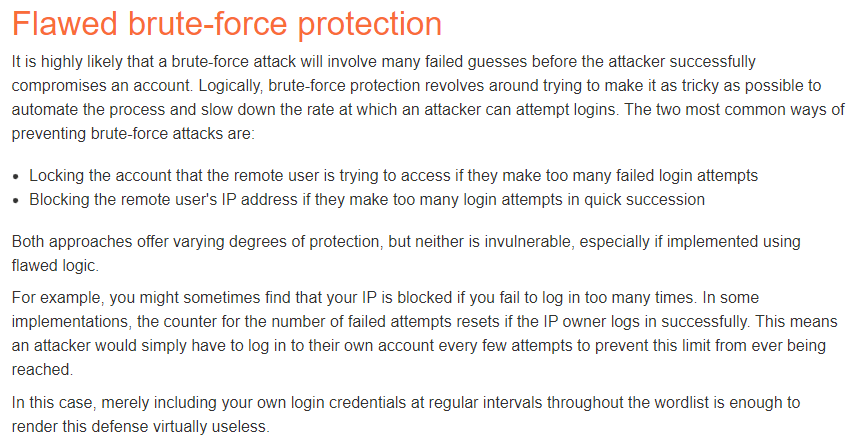 Flawed brute-force protection
It is highly likely that a brute-force attack will involve many failed guesses before the attacker successfully
compromises an account. Logically, brute-force protection revolves around trying to make it as tricky as possible to
automate the process and slow down the rate at which an attacker can attempt logins. The two most common ways of
preventing brute-force attacks are:
• Locking the account that the remote user is trying to access if they make too many failed login attempts
• Blocking the remote user's IP address if they make too many login attempts in quick succession
Both approaches offer varying degrees of protection, but neither is invulnerable, especially if implemented using
flawed logic.
For example, you might sometimes find that your IP is blocked if you fail to log in too many times. In some
implementations, the counter for the number of failed attempts resets if the IP owner logs in successfully. This means
an attacker would simply have to log in to their own account every few attempts to prevent this limit from ever being
reached.
In this case, merely including your own login credentials at regular intervals throughout the wordlist is enough to
render this defense virtually useless.